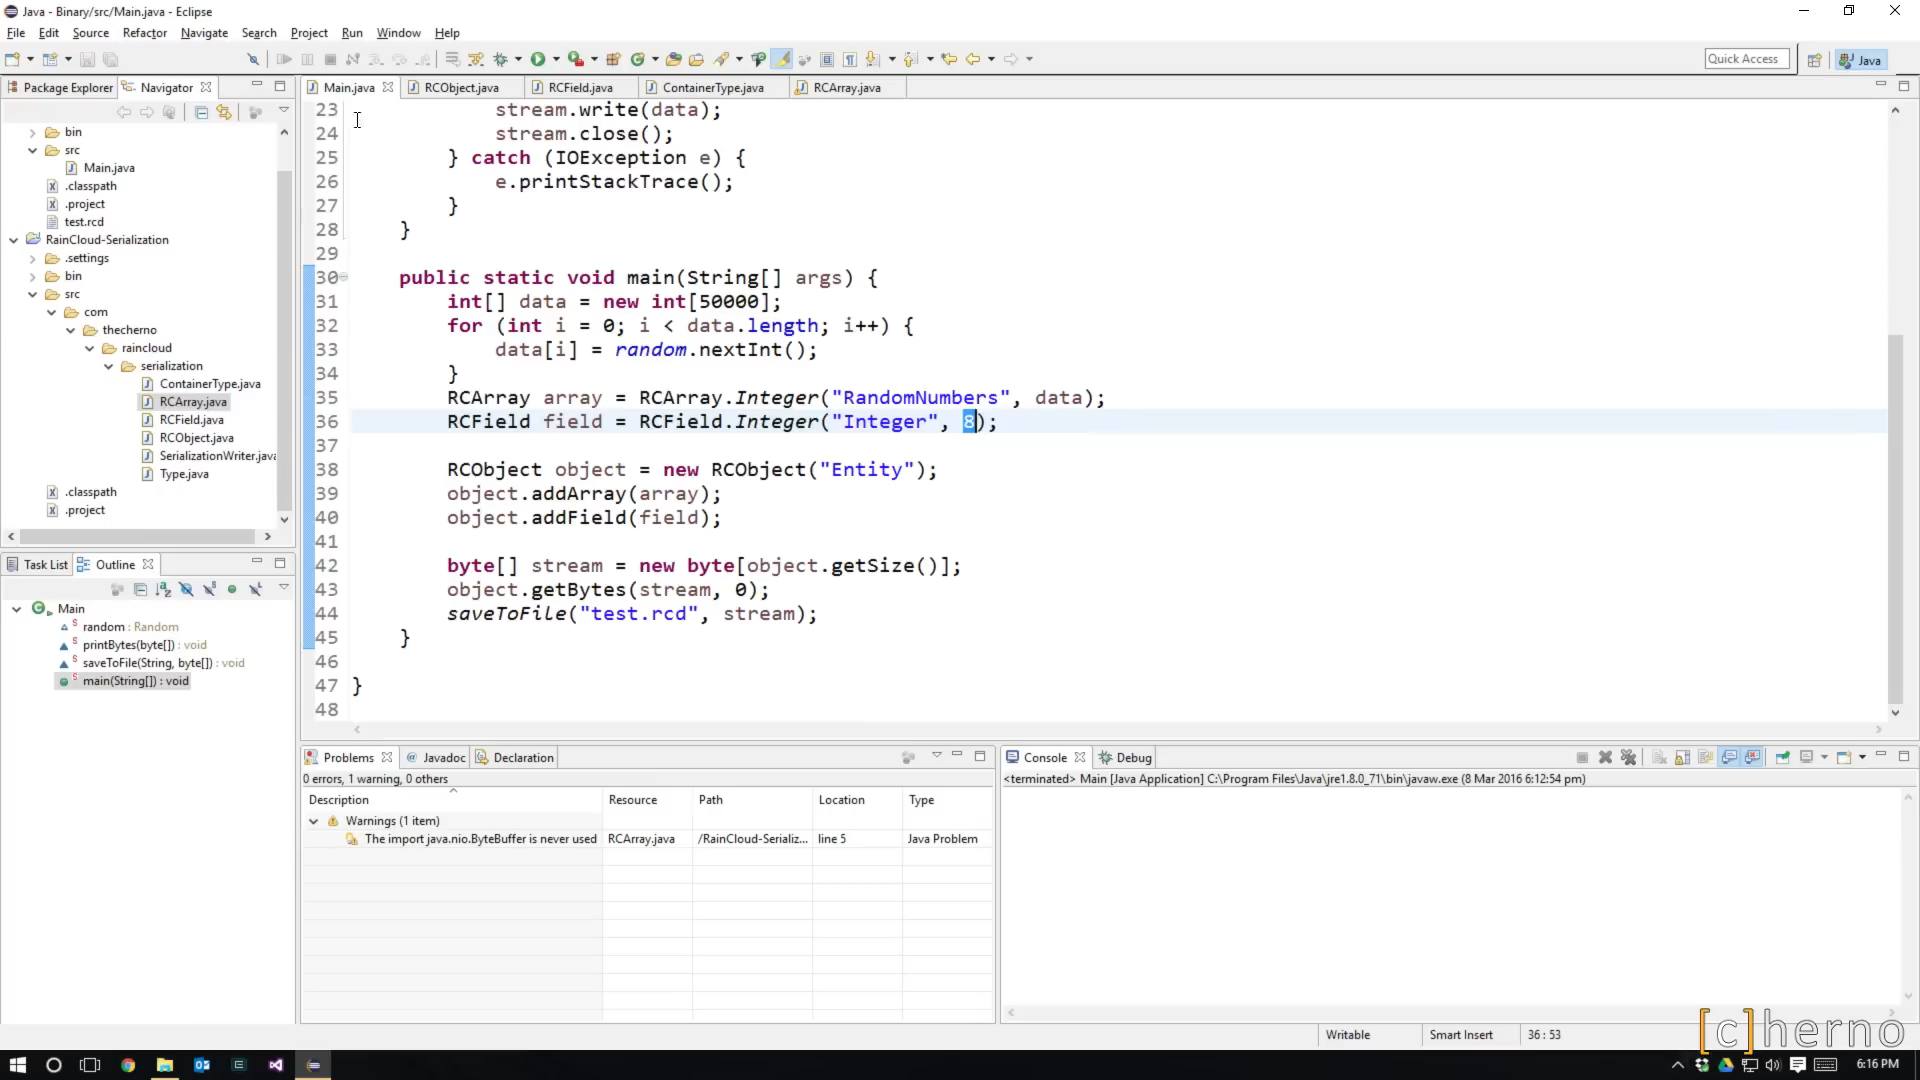 Java - Binary/src/Main.java - Eclipse
File Edit Source Refactor Navigate Search Project Run Window Help
Quick Access
Java
Package Explorer Navigator
Main.java RCObject.java RCField.java ContainerType.java RCArray.java
bin
src
Main.java
.classpath
.project
test.rcd
RainCloud-Serialization
.settings
bin
src
com
thecherno
raincloud
serialization
ContainerType.java
RCArray.java
RCField.java
RCObject.java
SerializationWriter.java
Type.java
.classpath
.project
23 stream.write(data);
24 stream.close();
25 } catch (IOException e) {
26 e.printStackTrace();
27 }
28 }
29
30 public static void main(String[] args) {
31 int[] data = new int[50000];
32 for (int i = 0; i < data.length; i++) {
33 data[i] = random.nextInt();
34 }
35 RCArray array = RCArray.Integer("RandomNumbers", data);
36 RCField field = RCField.Integer("Integer", 8);
37
38 RCObject object = new RCObject("Entity");
39 object.addArray(array);
40 object.addField(field);
41
42 byte[] stream = new byte[object.getSize()];
43 object.getBytes(stream, 0);
44 saveToFile("test.rcd", stream);
45 }
46
47 }
48
Task List Outline
Main
random : Random
printBytes(byte[]) : void
saveToFile(String, byte[]) : void
main(String[]) : void
Problems Javadoc Declaration
0 errors, 1 warning, 0 others
Description Resource Path Location Type
Warnings (1 item)
The import java.nio.ByteBuffer is never used RCArray.java /RainCloud-Serializ... line 5 Java Problem
Console Debug
<terminated> Main [Java Application] C:\Program Files\Java\jre1.8.0_71\bin\javaw.exe (8 Mar 2016 6:12:54 pm)
Writable Smart Insert 36 : 53
[c]herno
6:16 PM